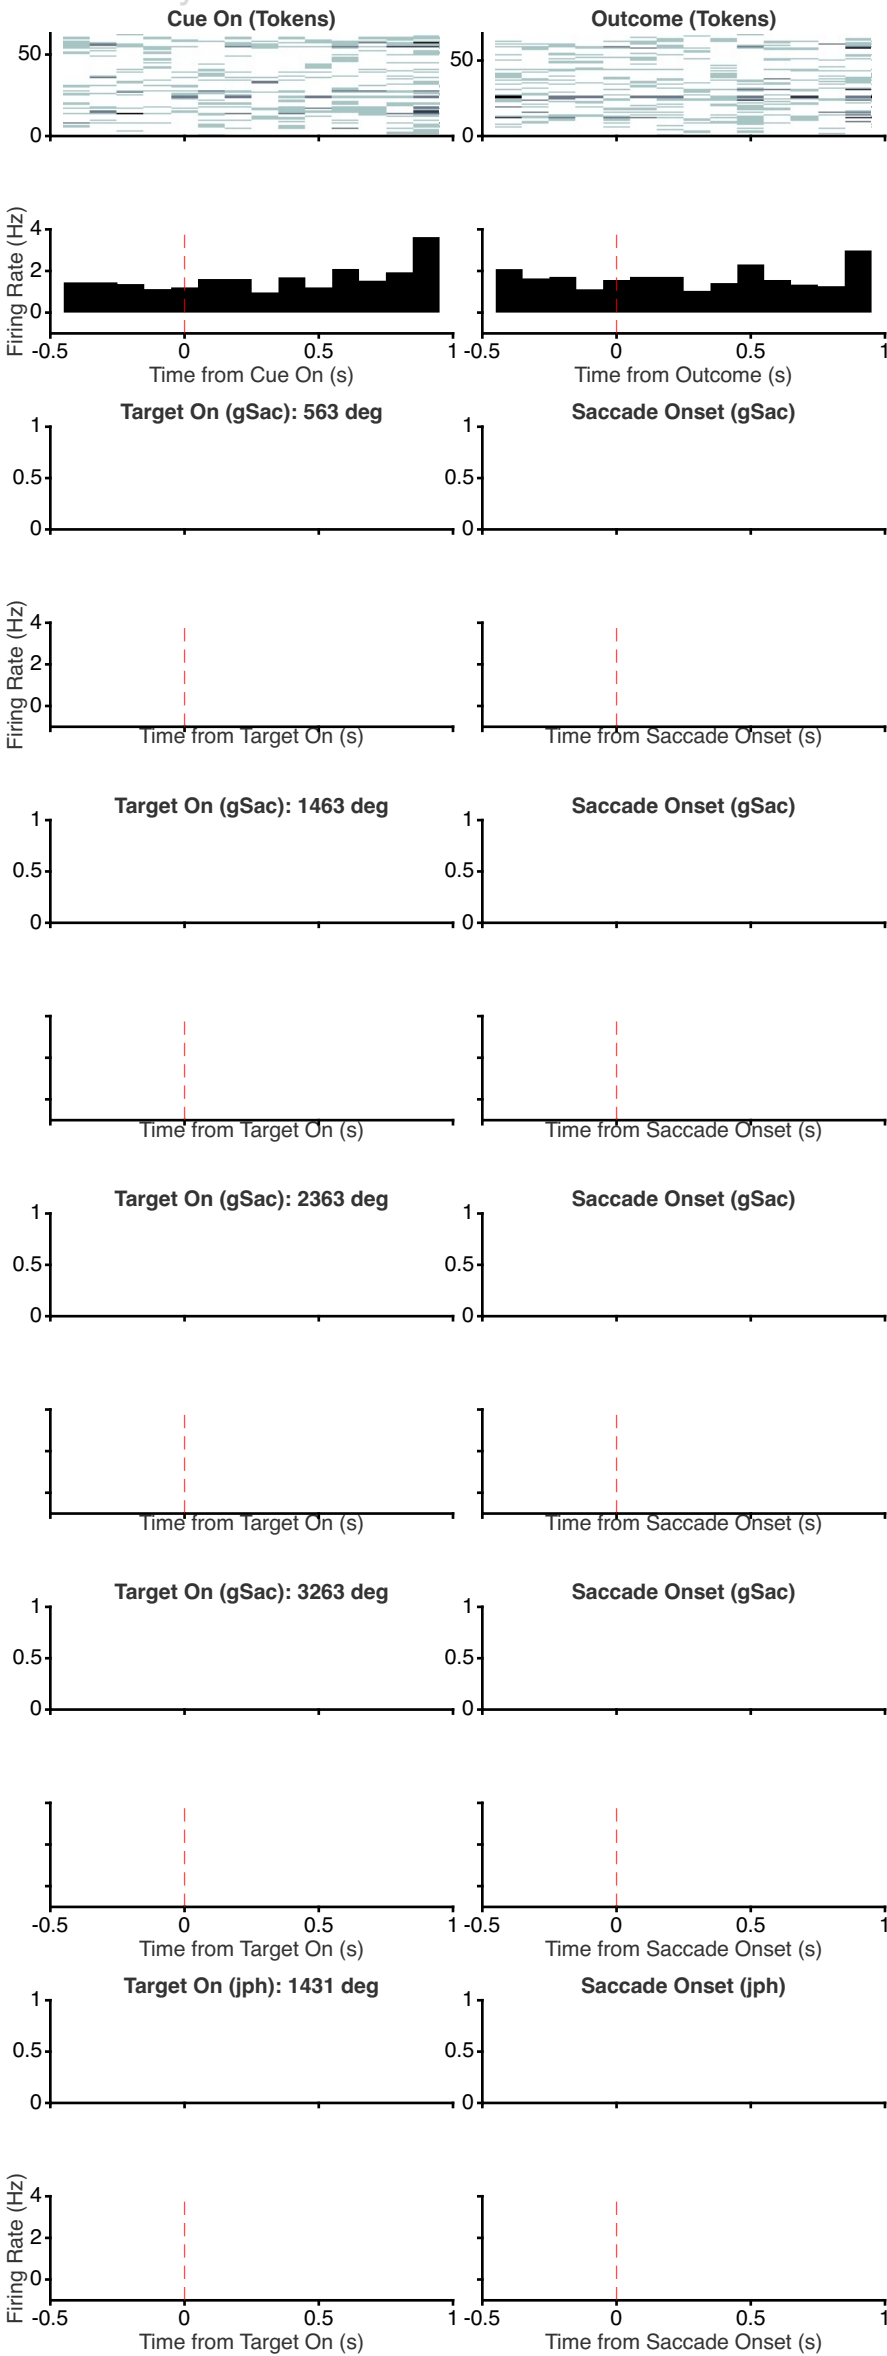 Cue On (Tokens) Outcome (Tokens)
50 50
0 0
Firing Rate (Hz)
4
2
0
-0.5 0 0.5 1 -0.5 0 0.5 1
Time from Cue On (s) Time from Outcome (s)
Target On (gSac): 563 deg Saccade Onset (gSac)
1 1
0.5 0.5
0 0
Firing Rate (Hz)
4
2
0
Time from Target On (s) Time from Saccade Onset (s)
Target On (gSac): 1463 deg Saccade Onset (gSac)
1 1
0.5 0.5
0 0
Time from Target On (s) Time from Saccade Onset (s)
Target On (gSac): 2363 deg Saccade Onset (gSac)
1 1
0.5 0.5
0 0
Time from Target On (s) Time from Saccade Onset (s)
Target On (gSac): 3263 deg Saccade Onset (gSac)
1 1
0.5 0.5
0 0
-0.5 0 0.5 1 -0.5 0 0.5 1
Time from Target On (s) Time from Saccade Onset (s)
Target On (jph): 1431 deg Saccade Onset (jph)
1 1
0.5 0.5
0 0
Firing Rate (Hz)
4
2
0
-0.5 0 0.5 1 -0.5 0 0.5 1
Time from Target On (s) Time from Saccade Onset (s)